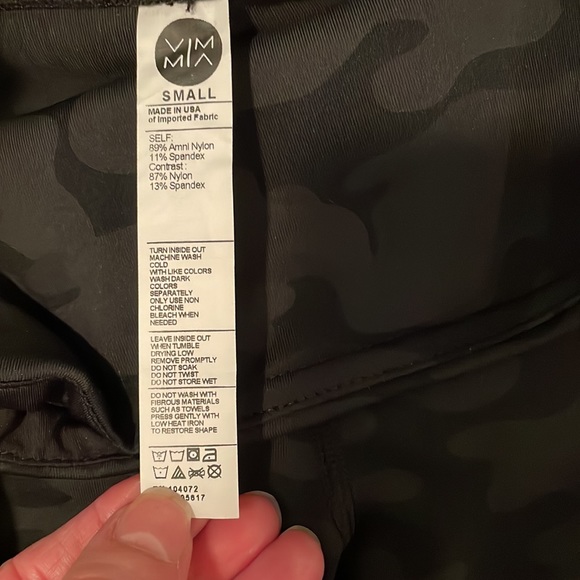 VIM
MIA
SMALL
MADE IN USA
of Imported Fabric
SELF:
89% Amni Nylon
11% Spandex
Contrast:
87% Nylon
13% Spandex
TURN INSIDE OUT
MACHINE WASH
COLD
WITH LIKE COLORS
WASH DARK
COLORS
SEPARATELY
ONLY USE NON
CHLORINE
BLEACH WHEN
NEEDED
LEAVE INSIDE OUT
WHEN TUMBLE
DRYING LOW
REMOVE PROMPTLY
DO NOT SOAK
DO NOT TWIST
DO NOT STORE WET
DO NOT WASH WITH
FIBROUS MATERIALS
SUCH AS TOWELS
PRESS GENTLY WITH
LOW HEAT IRON
TO RESTORE SHAPE
104072
05817